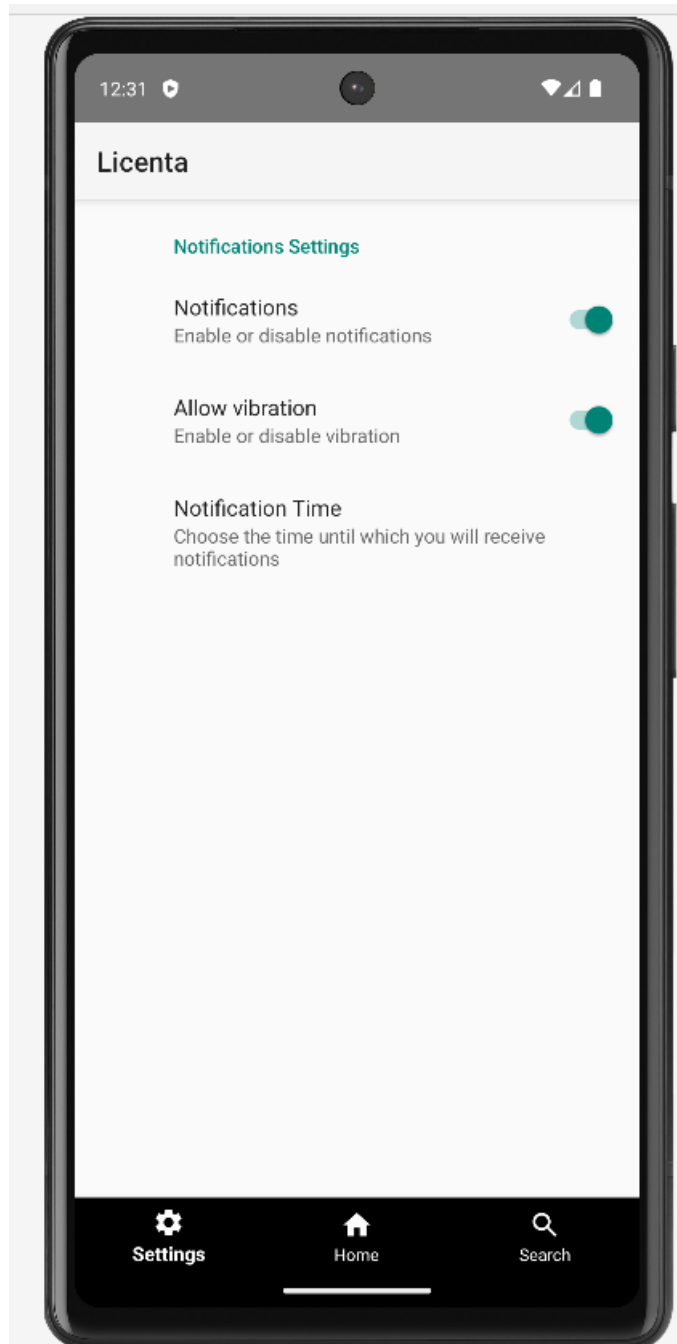 12:31
Licenta
Notifications Settings
Notifications
Enable or disable notifications
Allow vibration
Enable or disable vibration
Notification Time
Choose the time until which you will receive
notifications
Settings
Home
Search